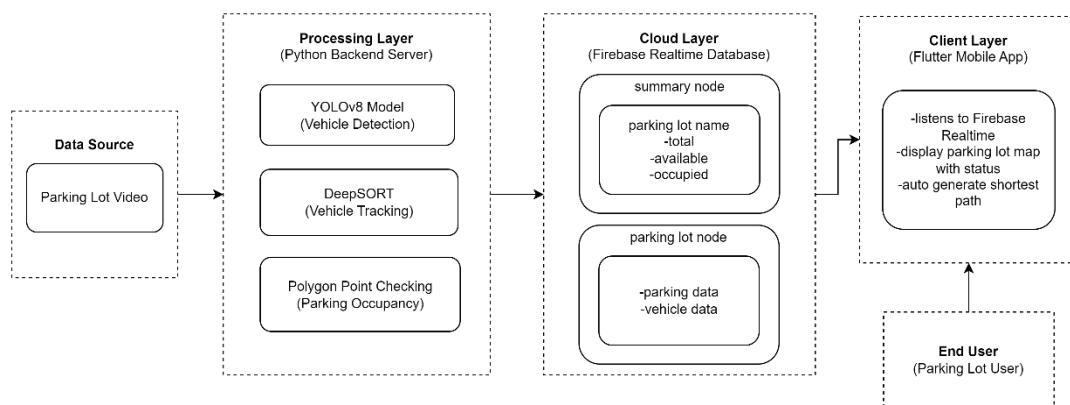 Data Source
Parking Lot Video
Processing Layer
(Python Backend Server)
YOLOv8 Model
(Vehicle Detection)
DeepSORT
(Vehicle Tracking)
Polygon Point Checking
(Parking Occupancy)
Cloud Layer
(Firebase Realtime Database)
summary node
parking lot name
-total
-available
-occupied
parking lot node
-parking data
-vehicle data
Client Layer
(Flutter Mobile App)
-listens to Firebase
Realtime
-display parking lot map
with status
-auto generate shortest
path
End User
(Parking Lot User)